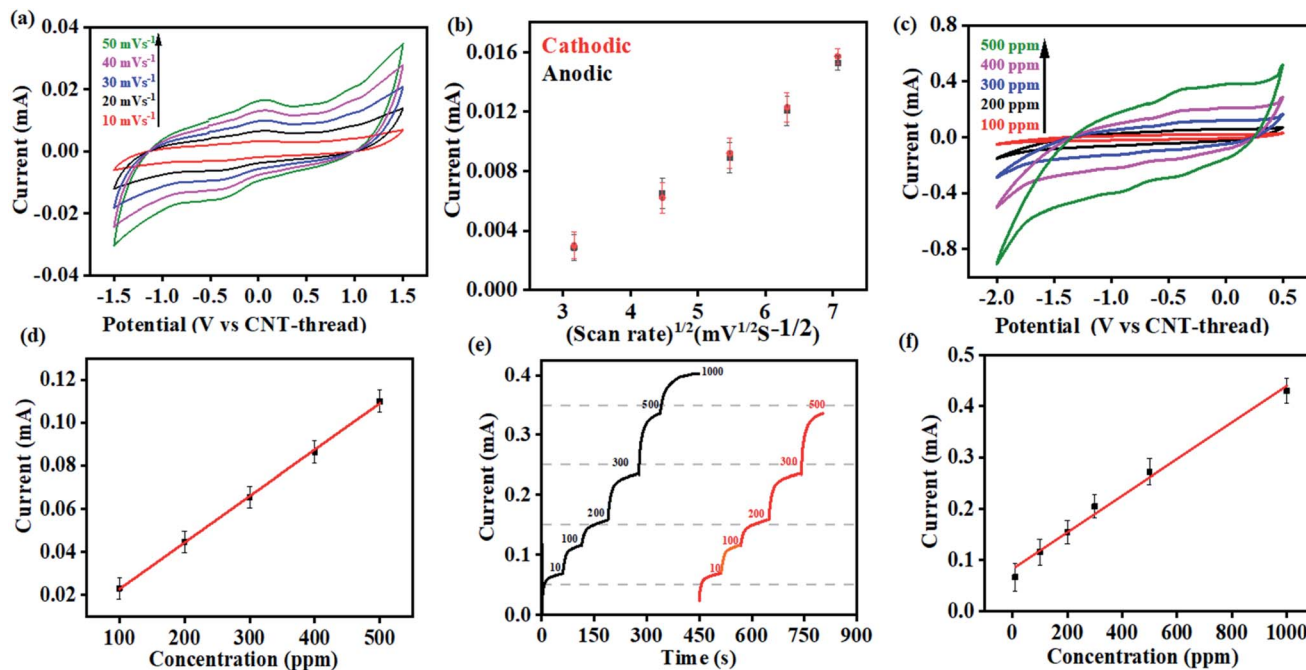 (a)
50 mVs-1
40 mVs-1
30 mVs-1
20 mVs-1
10 mVs-1
0.04
0.02
0.00
-0.02
-0.04
Current (mA)
-1.5 -1.0 -0.5 0.0 0.5 1.0 1.5
Potential (V vs CNT-thread)
(b)
Cathodic
Anodic
0.016
0.012
0.008
0.004
0.000
Current (mA)
3 4 5 6 7
(Scan rate)1/2(mV1/2S-1/2)
(c)
500 ppm
400 ppm
300 ppm
200 ppm
100 ppm
0.8
0.4
0.0
-0.4
-0.8
Current (mA)
-2.0 -1.5 -1.0 -0.5 0.0 0.5
Potential (V vs CNT-thread)
(d)
0.12
0.10
0.08
0.06
0.04
0.02
Current (mA)
100 200 300 400 500
Concentration (ppm)
(e)
0.4
0.3
0.2
0.1
0.0
Current (mA)
1000
500
300
200
100
10
500
300
200
100
10
0 150 300 450 600 750 900
Time (s)
(f)
0.5
0.4
0.3
0.2
0.1
0.0
Current (mA)
0 200 400 600 800 1000
Concentration (ppm)